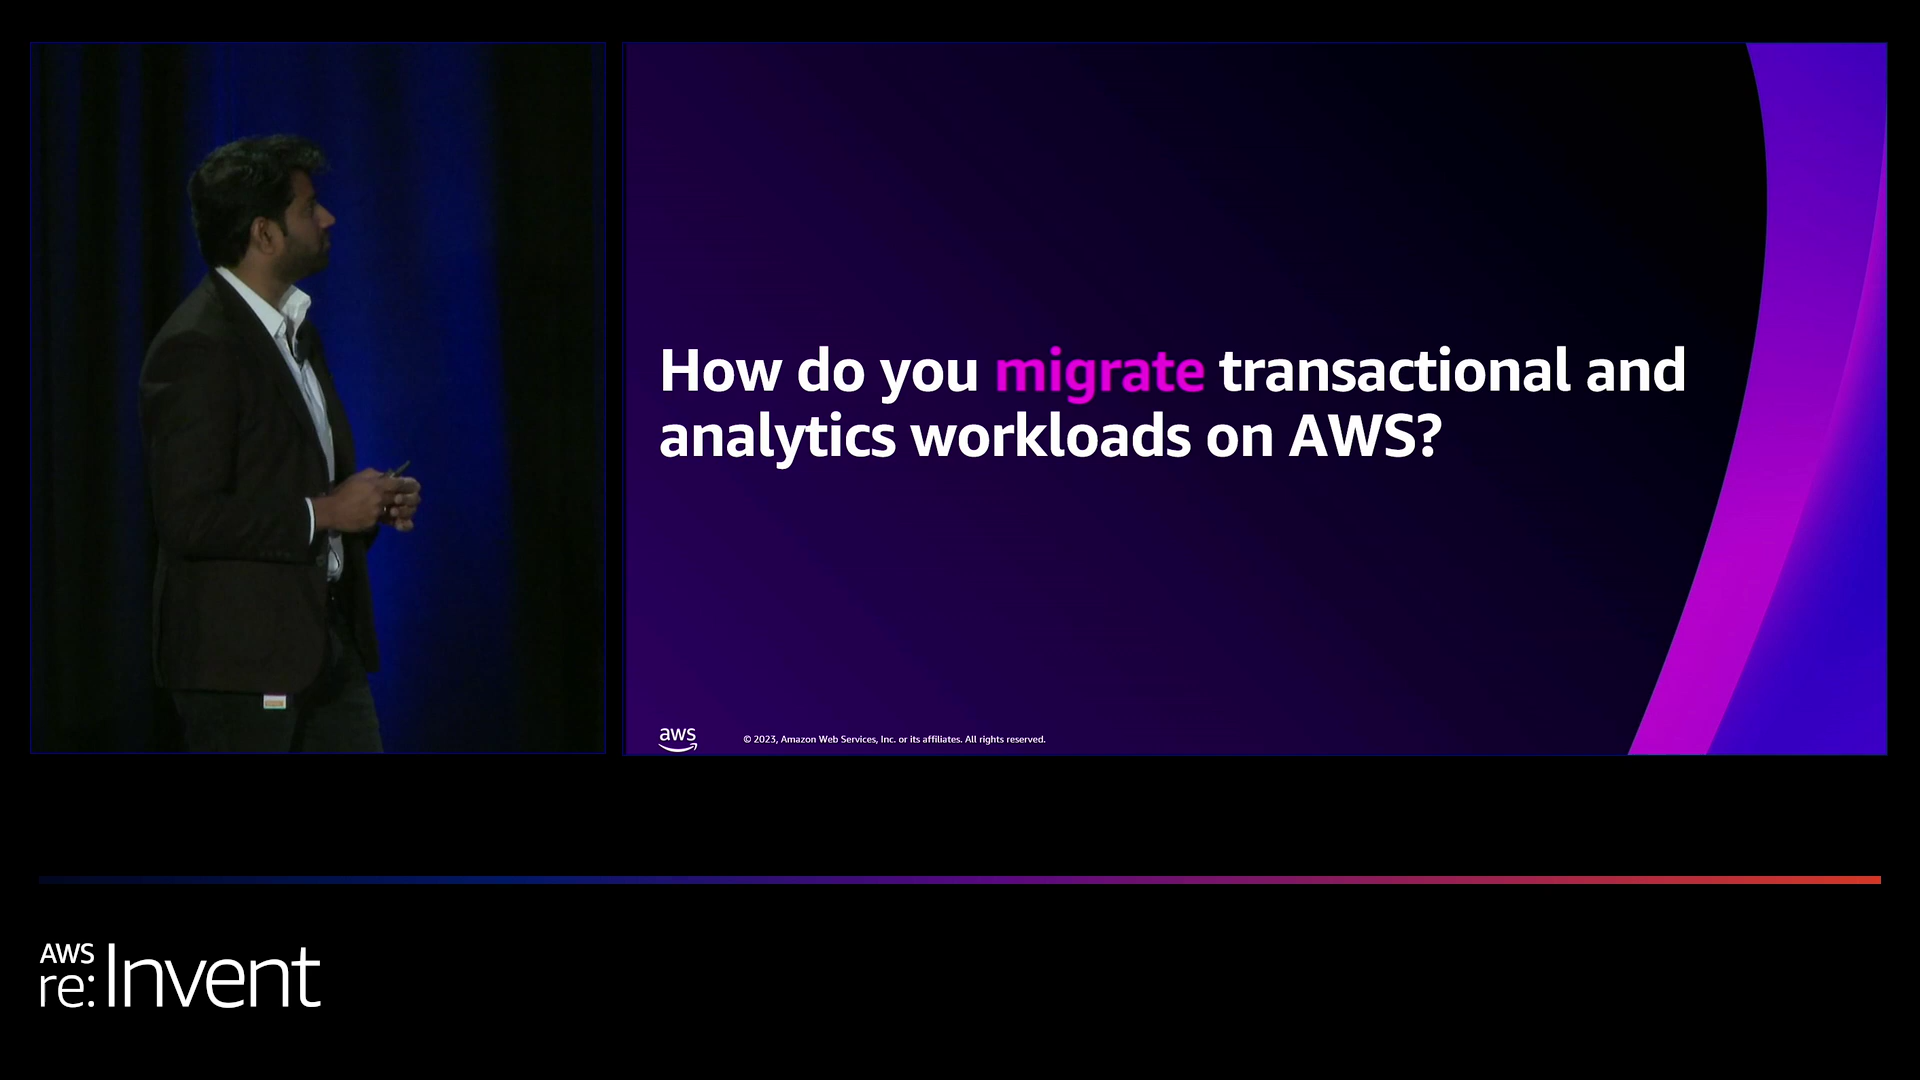 How do you migrate transactional and
analytics workloads on AWS?
aws
© 2023, Amazon Web Services, Inc. or its affiliates. All rights reserved.
AWS
re:Invent